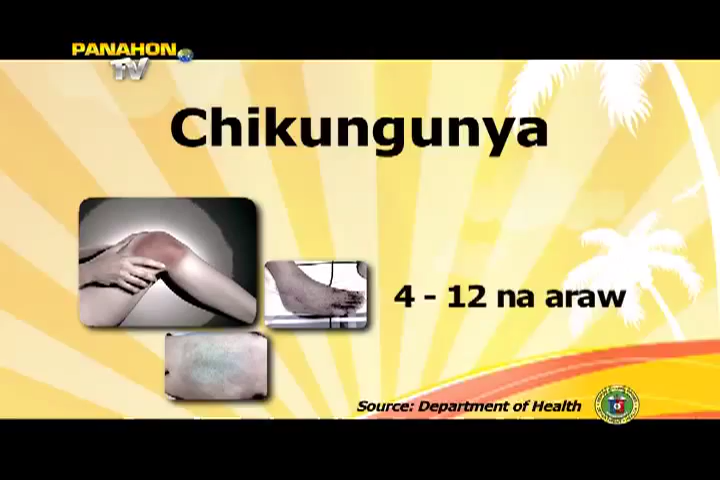 PANAHON
TV
Chikungunya
4 - 12 na araw
Source: Department of Health